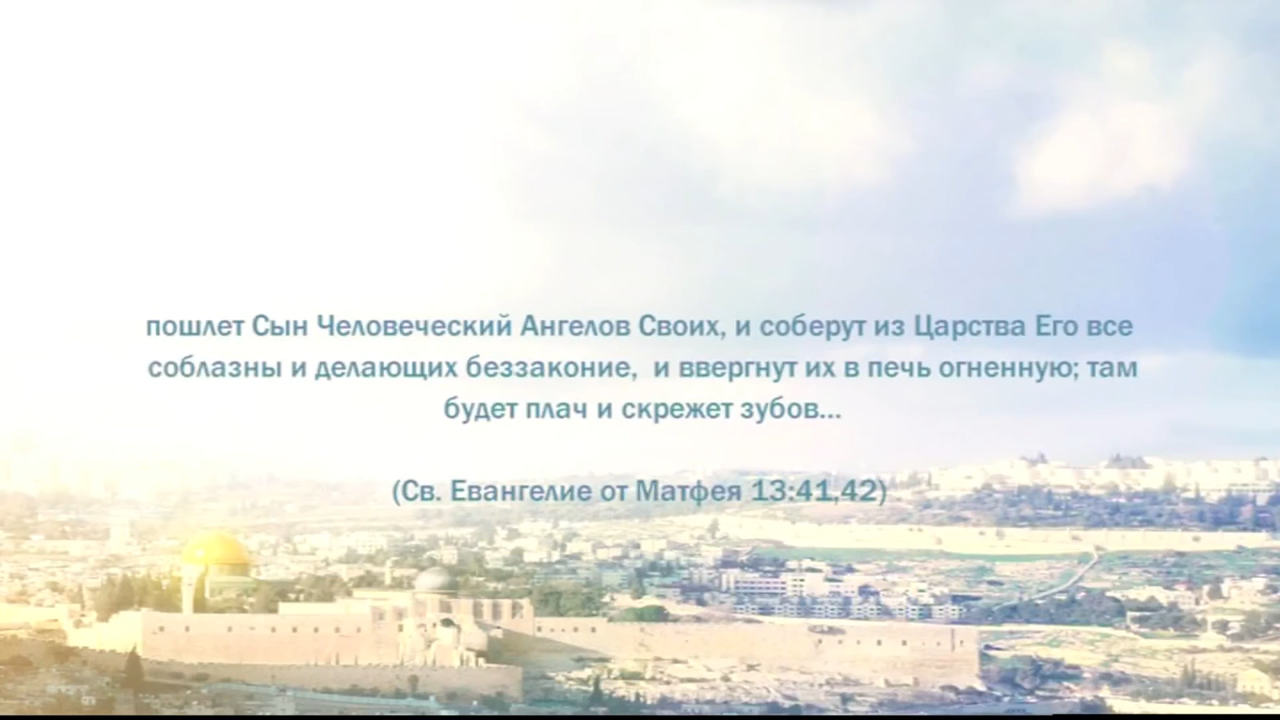 пошлет Сын Человеческий Ангелов Своих, и соберут из Царства Его все
соблазны и делающих беззаконие,  и ввергнут их в печь огненную; там
будет плач и скрежет зубов...
(Св. Евангелие от Матфея 13:41,42)